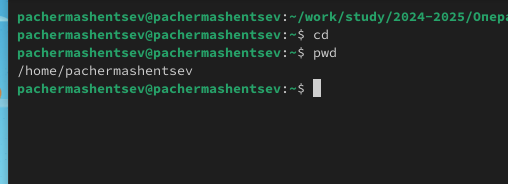 pachermashentsev@pachermashentsev:~/work/study/2024-2025/Onepa
pachermashentsev@pachermashentsev:~$ cd
pachermashentsev@pachermashentsev:~$ pwd
/home/pachermashentsev
pachermashentsev@pachermashentsev:~$